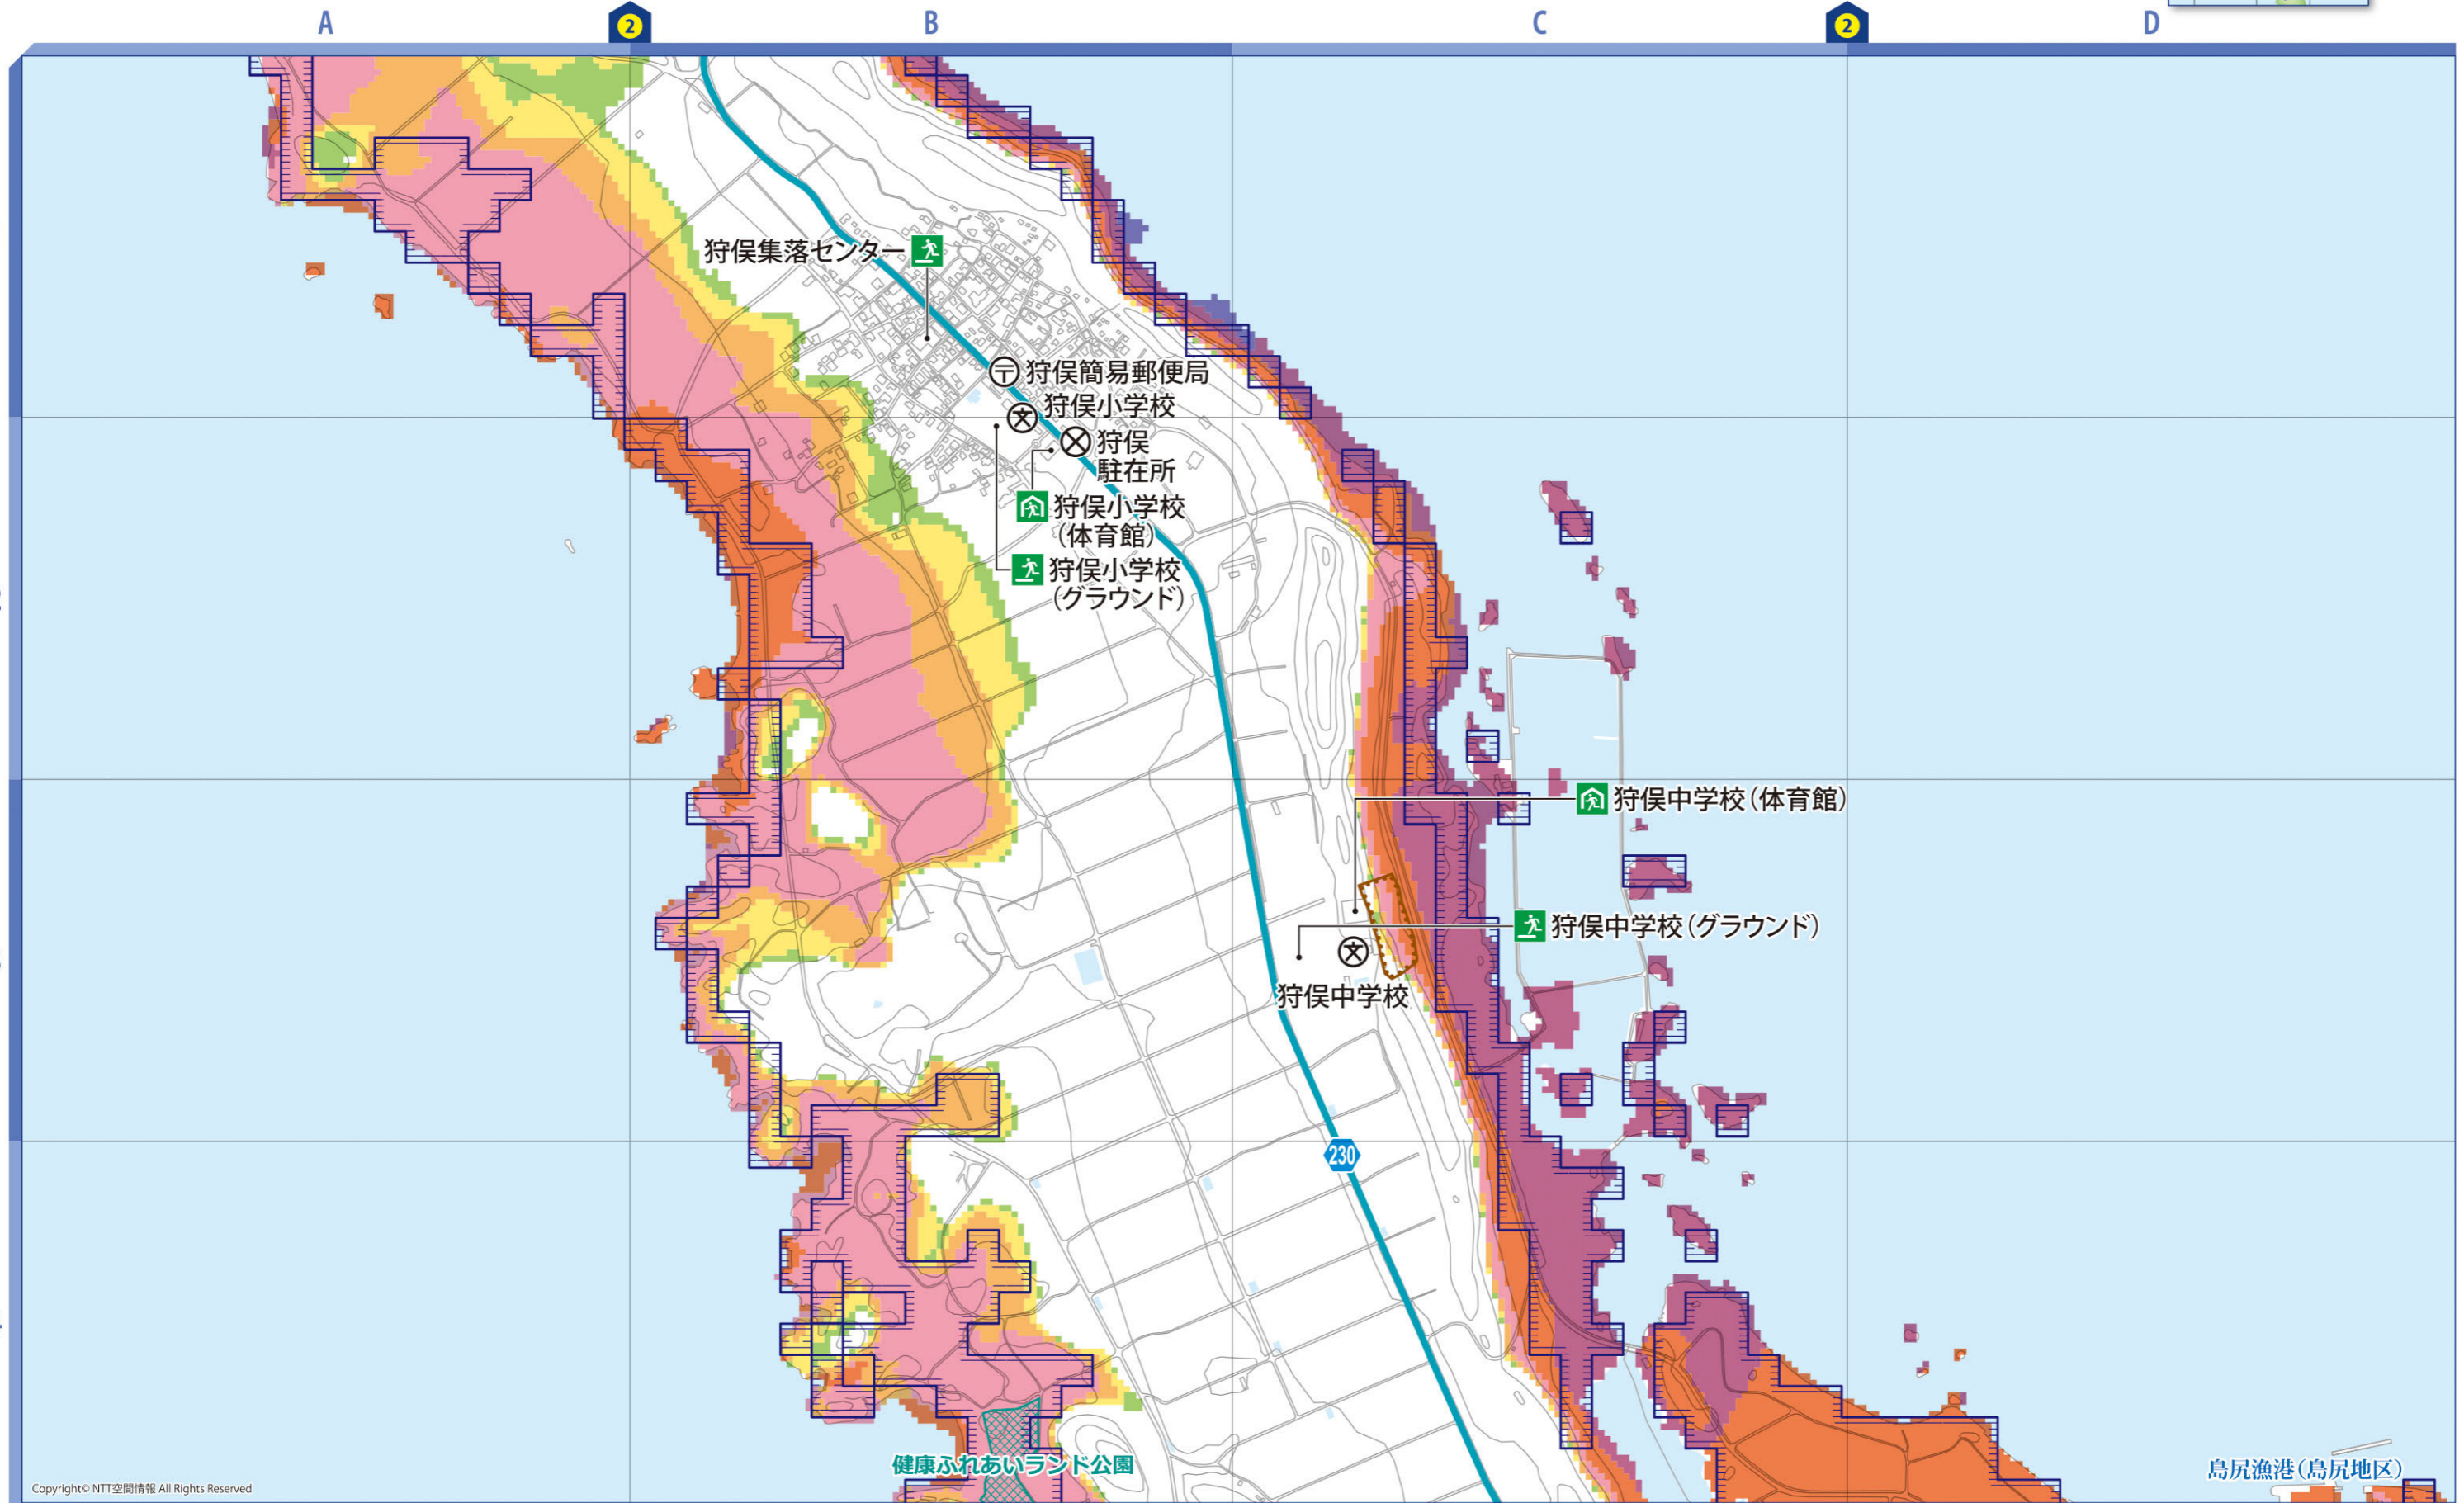 A
2
B
C
2
D
狩俣集落センター
狩俣簡易郵便局
狩俣小学校
狩俣
駐在所
狩俣小学校
(体育館)
狩俣小学校
(グラウンド)
狩俣中学校(体育館)
狩俣中学校(グラウンド)
狩俣中学校
230
健康ふれあいランド公園
島尻漁港(島尻地区)
Copyright© NTT空間情報 All Rights Reserved